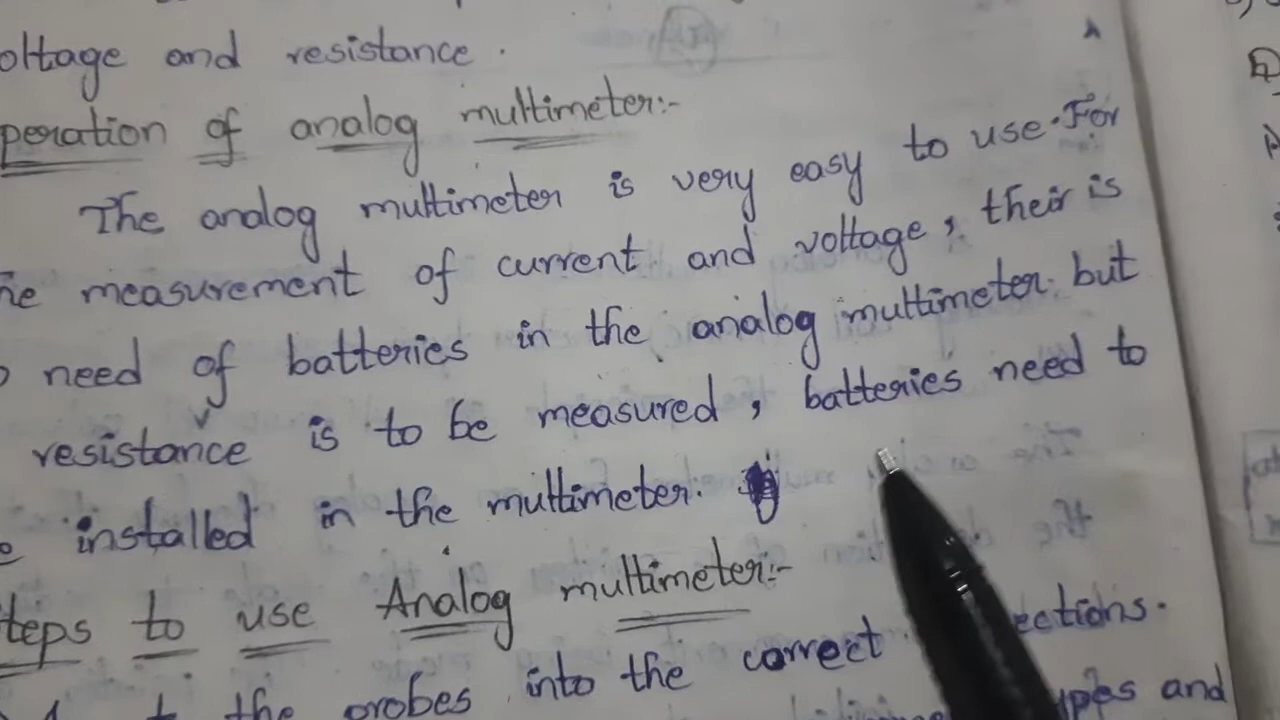 oltage and resistance.
peration of analog multimeter:-
The analog multimeter is very easy to use. For
measurement of current and voltage, their is
need of batteries in the analog multimeter. but
resistance is to be measured, batteries need to
installed in the multimeter.
teps to use Analog multimeter:-
the probes into the correct ections.
ypes and